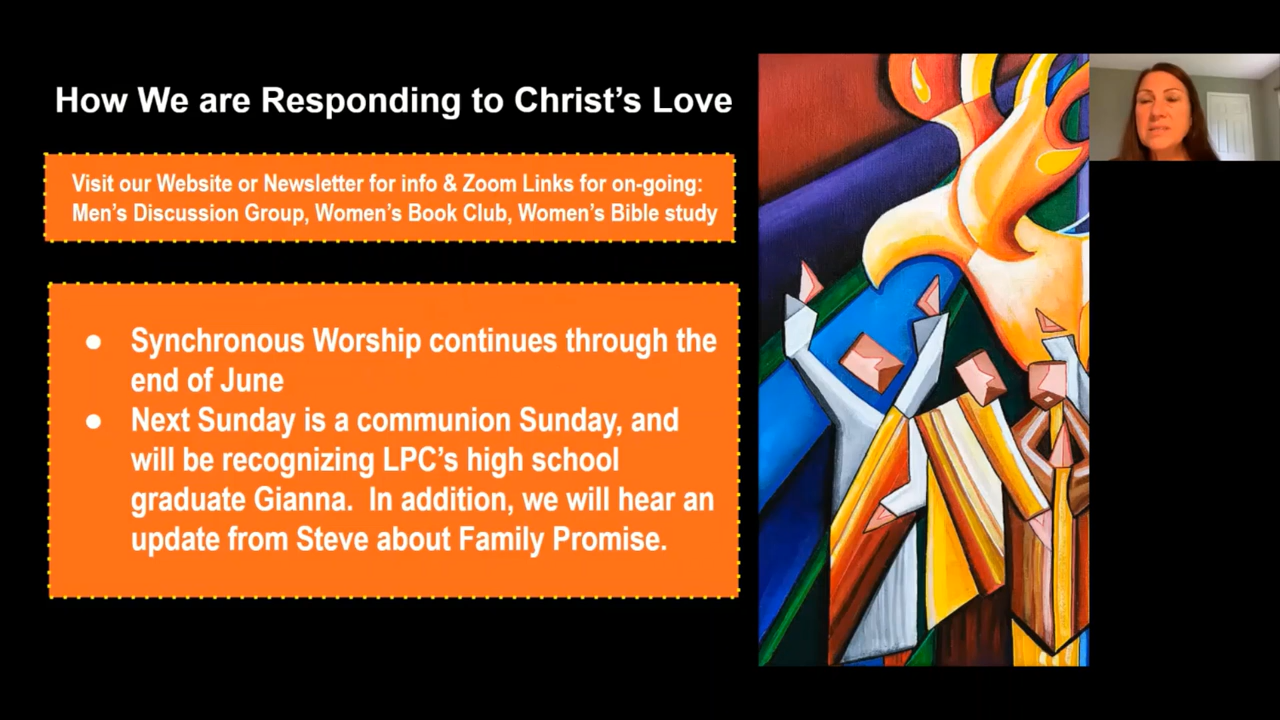 How We are Responding to Christ's Love
Visit our Website or Newsletter for info & Zoom Links for on-going:
Men's Discussion Group, Women's Book Club, Women's Bible study
● Synchronous Worship continues through the
end of June
● Next Sunday is a communion Sunday, and
will be recognizing LPC's high school
graduate Gianna.  In addition, we will hear an
update from Steve about Family Promise.